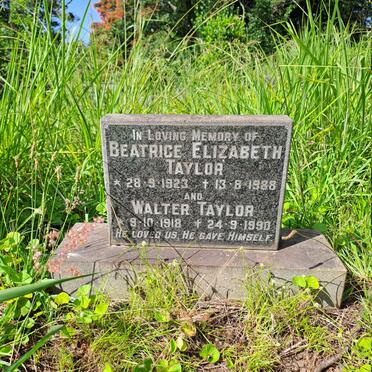 In Loving Memory of
Beatrice Elizabeth
Taylor
* 28-9-1923 † 13-8-1988
and
Walter Taylor
9-10-1918 † 24-9-1990
He loved us, He gave Himself